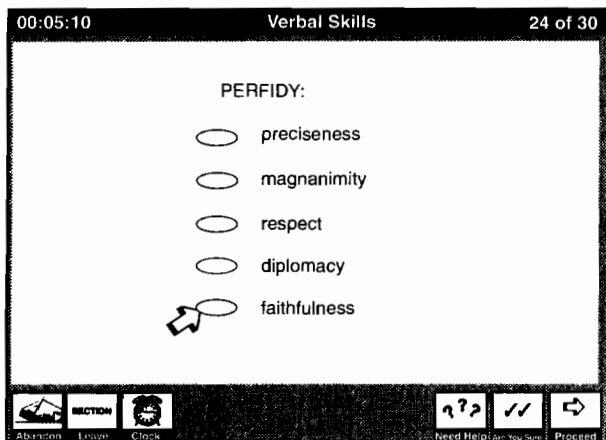 00:05:10 Verbal Skills 24 of 30
PERFIDY:
preciseness
magnanimity
respect
diplomacy
faithfulness
SECTION
???
Abandon Leave Clock Need Help Are You Sure Proceed